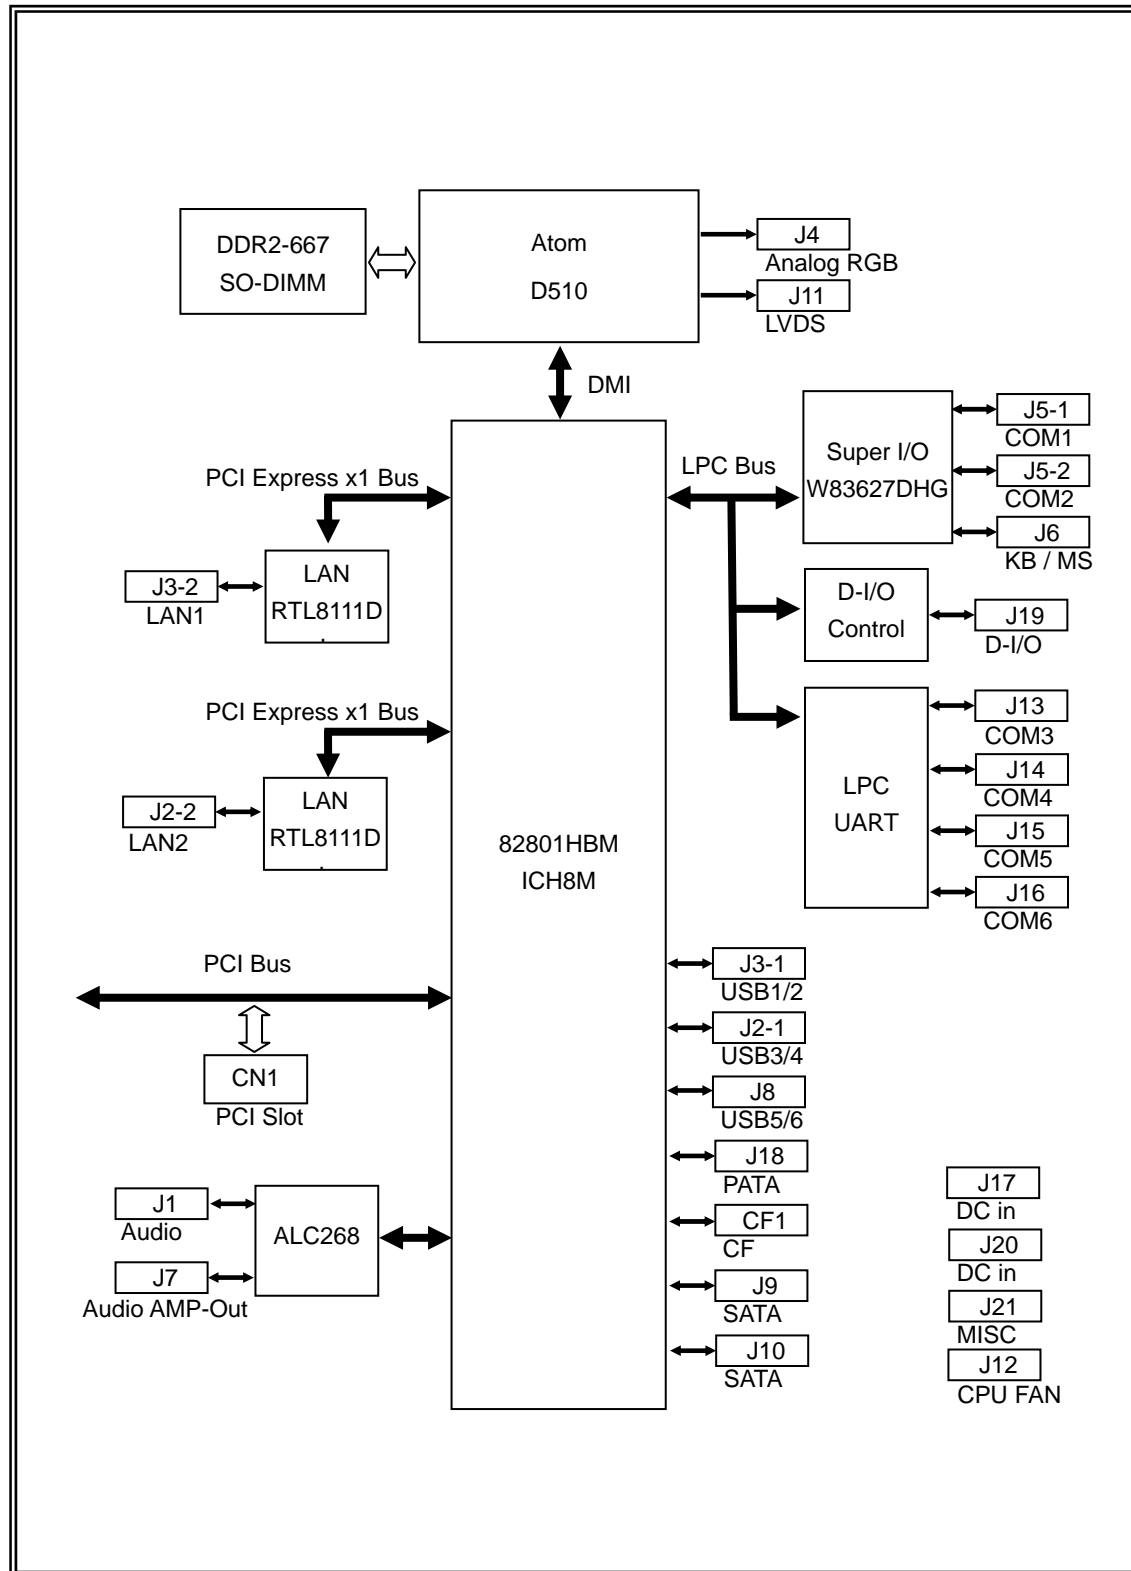 DDR2-667
SO-DIMM
Atom
D510
J4
Analog RGB
J11
LVDS
DMI
PCI Express x1 Bus
LPC Bus
Super I/O
W83627DHG
J5-1
COM1
J5-2
COM2
J6
KB / MS
LAN
RTL8111D
J3-2
LAN1
D-I/O
Control
J19
D-I/O
PCI Express x1 Bus
LAN
RTL8111D
J2-2
LAN2
LPC
UART
J13
COM3
J14
COM4
J15
COM5
J16
COM6
82801HBM
ICH8M
PCI Bus
CN1
PCI Slot
J3-1
USB1/2
J2-1
USB3/4
J8
USB5/6
J18
PATA
CF1
CF
J9
SATA
J10
SATA
J1
Audio
ALC268
J7
Audio AMP-Out
J17
DC in
J20
DC in
J21
MISC
J12
CPU FAN